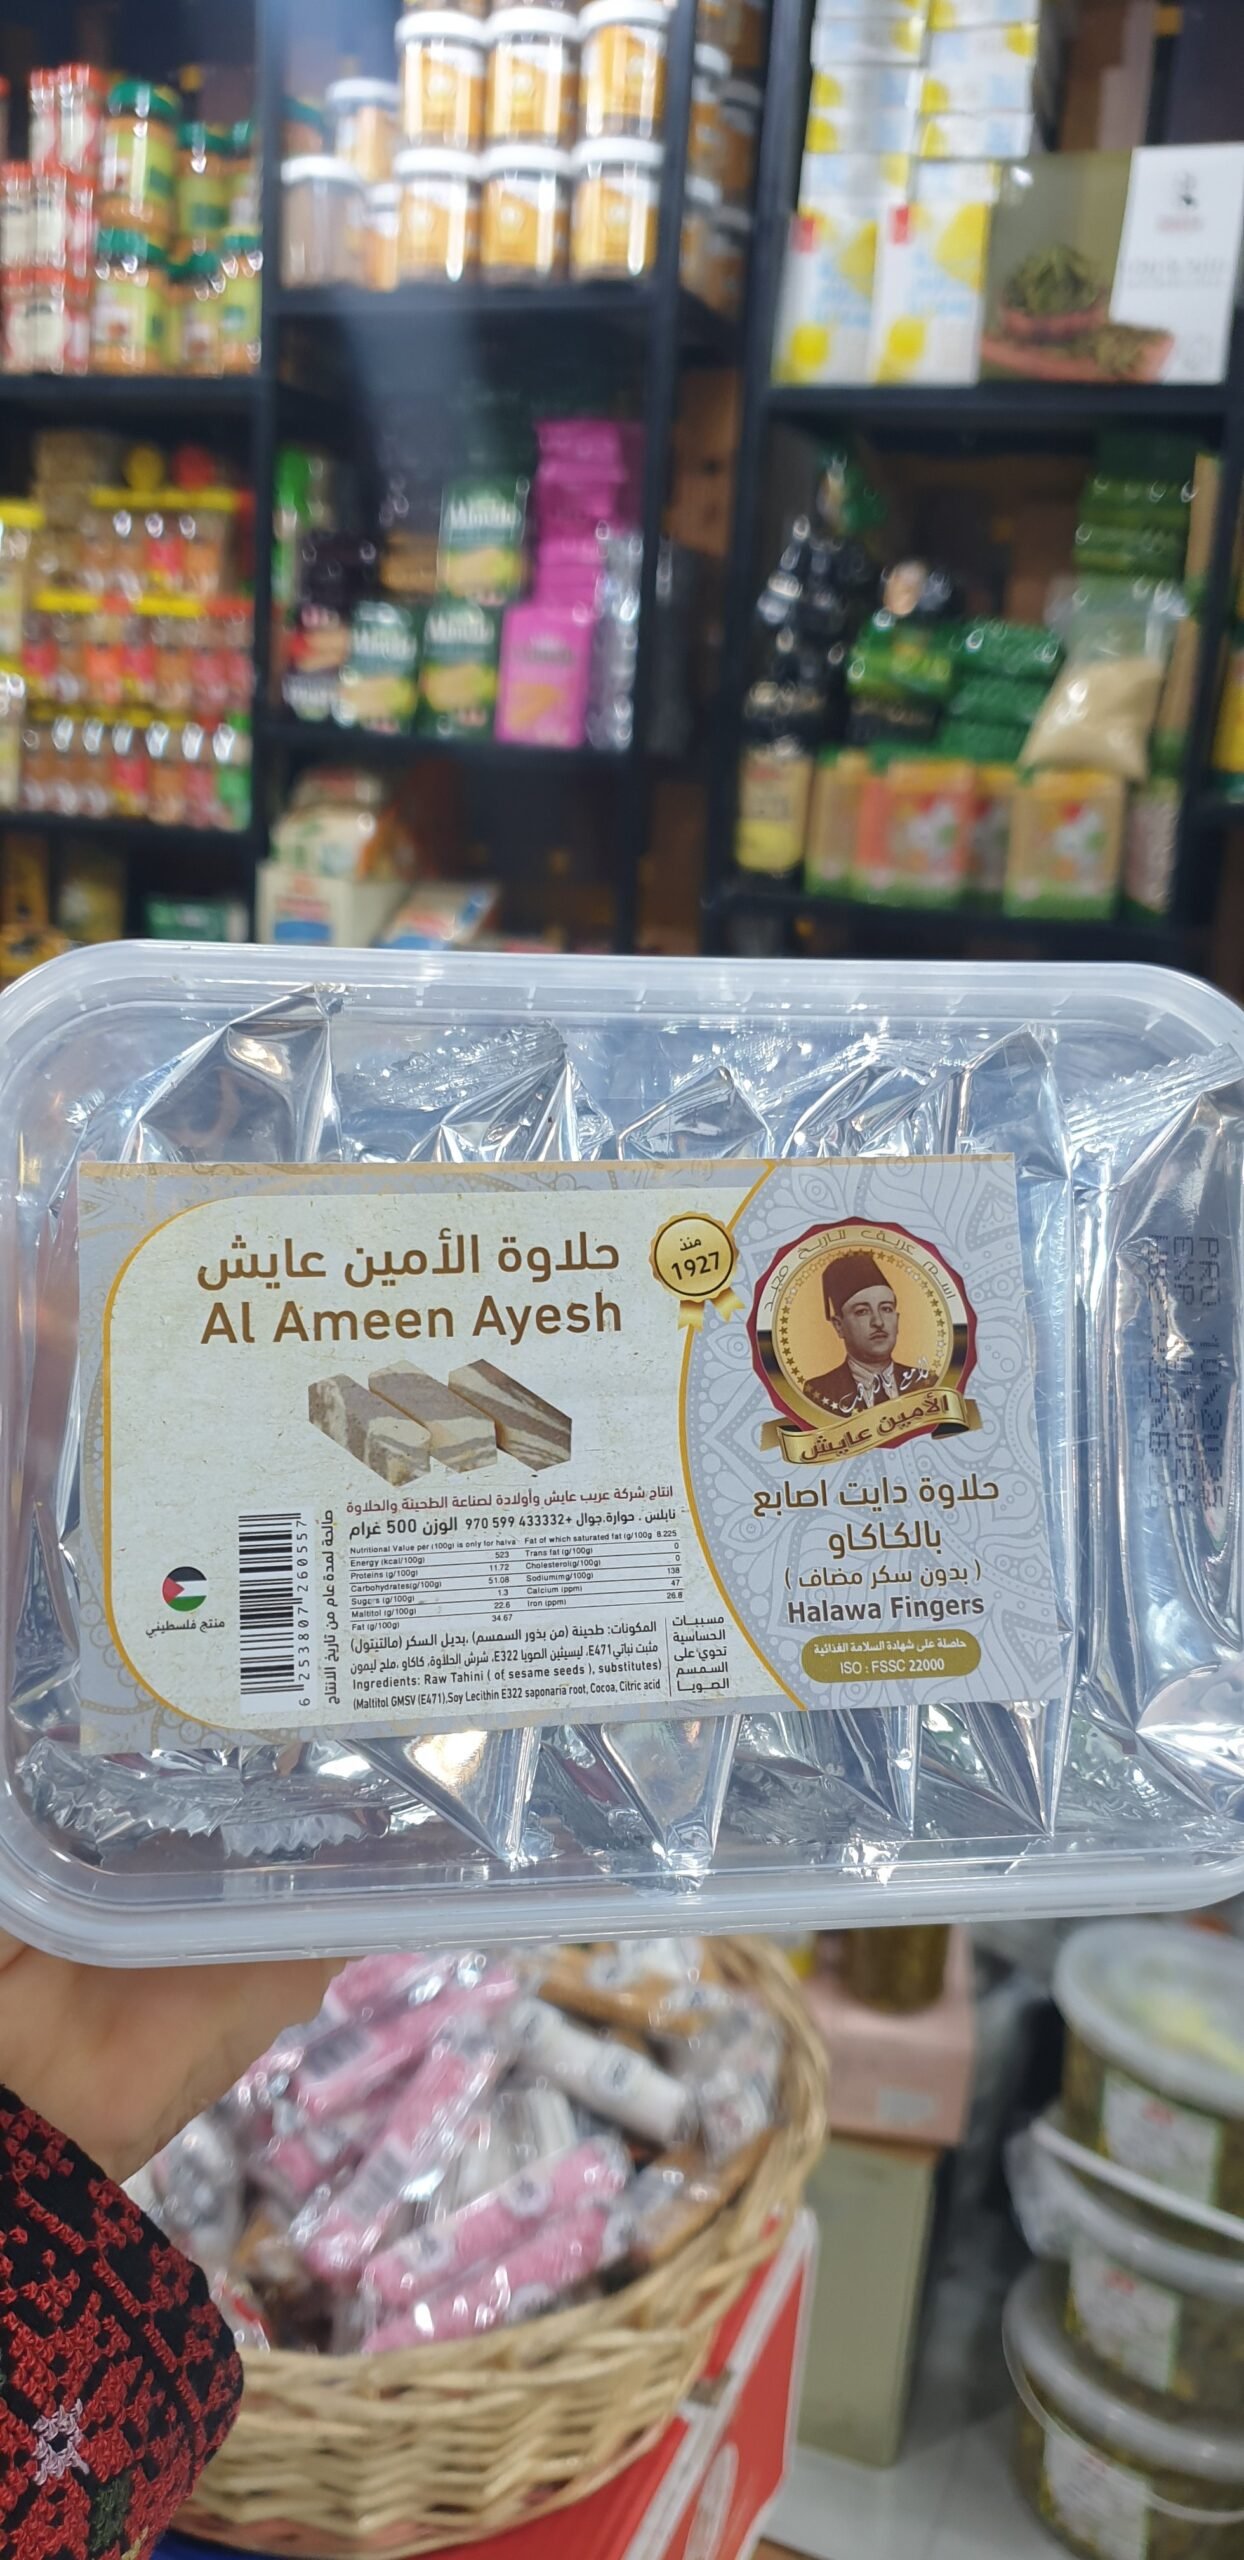 حلاوة الأمين عايش
Al Ameen Ayesh
منذ
1927
اسم عريق تاريخ مجيد
الأمين عايش
حلاوة دايت اصابع
بالكاكاو
( بدون سكر مضاف )
Halawa Fingers
حاصلة على شهادة السلامة الغذائية
ISO : FSSC 22000
انتاج شركة عريب عايش وأولادة لصناعة الطحينة والحلاوة
نابلس . حوارة.جوال +433332 599 970 الوزن 500 غرام
Nutritional Value per (100g) is only for halva
Energy (kcal/100g) 523
Proteins (g/100g) 11.72
Carbohydrates(g/100g) 51.08
Sugers (g/100g) 1.3
Maltitol (g/100g) 22.6
Fat (g/100g) 34.67
Fat of which saturated fat (g/100g 8.225
Trans fat (g/100g) 0
Cholesterol(g/100g) 0
Sodium(mg/100g) 138
Calcium (ppm) 47
Iron (ppm) 26.8
المكونات: طحينة (من بذور السمسم) ،بديل السكر (مالتيتول)
مثبت نباتي E471، ليسيثين الصويا E322، شرش الحلاوة، كاكاو، ملح ليمون
Ingredients: Raw Tahini ( of sesame seeds ), substitutes)
(Maltitol GMSV (E471),Soy Lecithin E322 saponaria root, Cocoa, Citric acid
مسببات
الحساسية
تحوي على
السمسم
الصويا
صالحة لمدة عام من تاريخ الانتاج
6 253807 260557
منتج فلسطيني